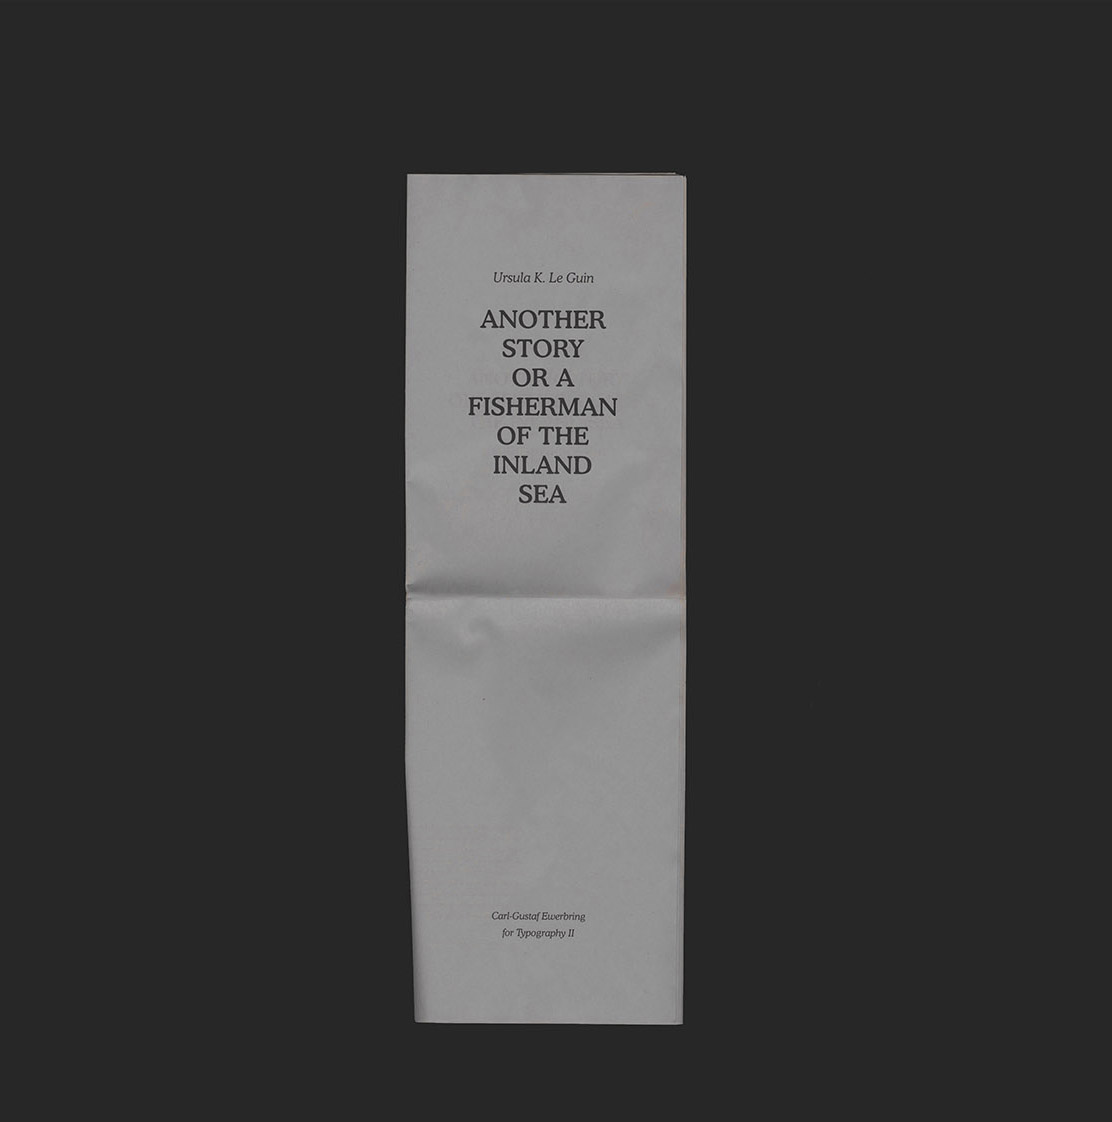 Ursula K. Le Guin
ANOTHER
STORY
OR A
FISHERMAN
OF THE
INLAND
SEA
Carl-Gustaf Ewerbring
for Typography II